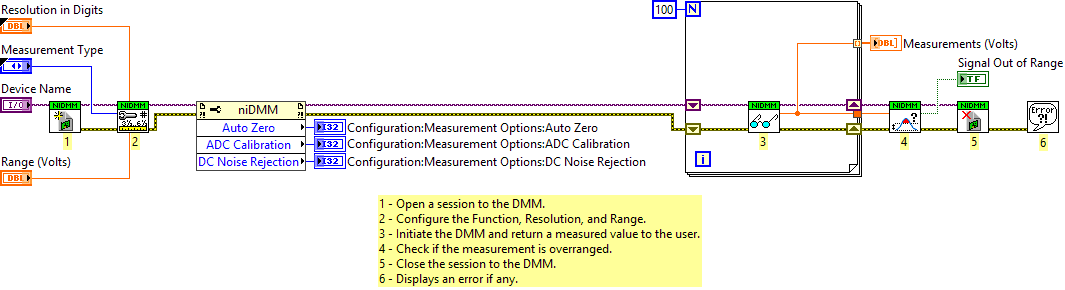 Resolution in Digits
DBL
Measurement Type
Device Name
I/O
NIDMM
1
NIDMM
2
Range (Volts)
DBL
niDMM
Auto Zero
ADC Calibration
DC Noise Rejection
I32 Configuration:Measurement Options:Auto Zero
I32 Configuration:Measurement Options:ADC Calibration
I32 Configuration:Measurement Options:DC Noise Rejection
100
N
i
NIDMM
3
DBL
Measurements (Volts)
Signal Out of Range
TF
NIDMM
4
NIDMM
5
Error
?!
6
1 - Open a session to the DMM.
2 - Configure the Function, Resolution, and Range.
3 - Initiate the DMM and return a measured value to the user.
4 - Check if the measurement is overranged.
5 - Close the session to the DMM.
6 - Displays an error if any.